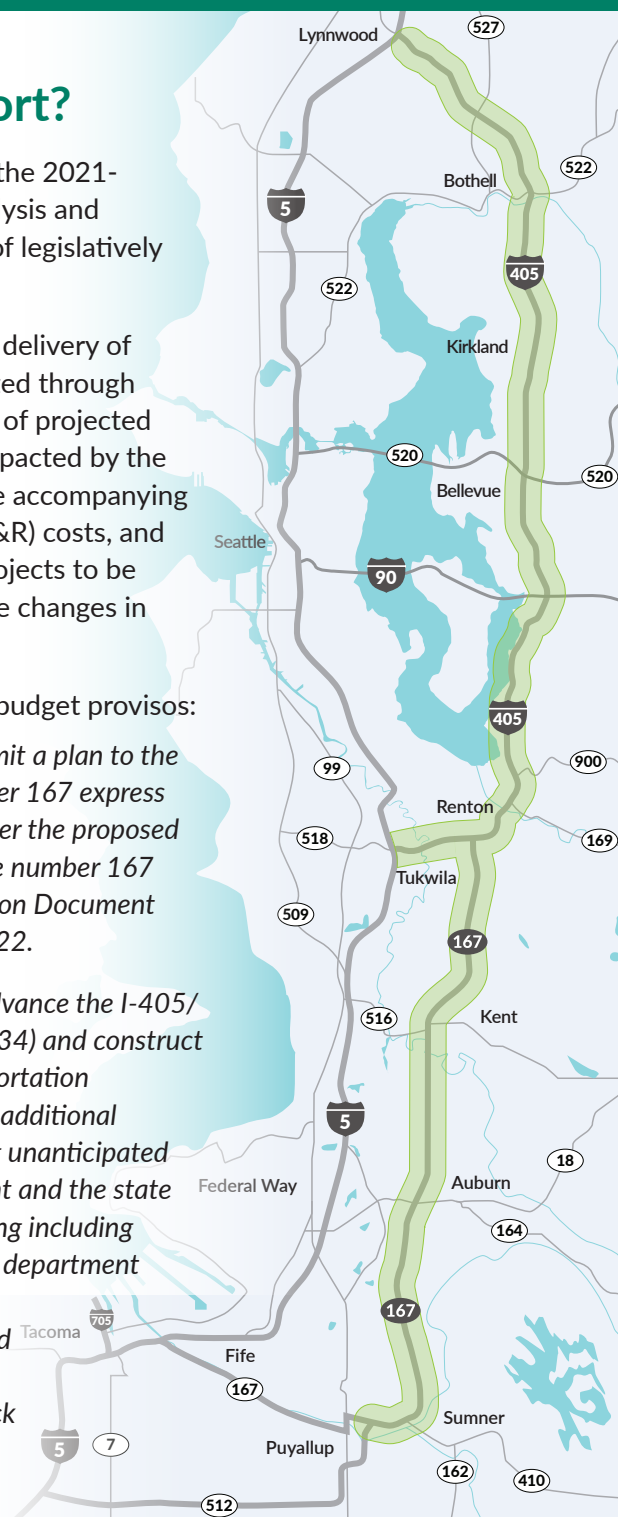 ort?
the 2021-
lysis and
of legislatively
delivery of
ed through
of projected
pacted by the
e accompanying
&R) costs, and
ojects to be
e changes in
budget provisos:
mit a plan to the
er 167 express
er the proposed
e number 167
on Document
22.
dvance the I-405/
34) and construct
ortation
additional
t unanticipated
nt and the state
ng including
department
d
ck
Lynnwood
527
522
Bothell
5
405
522
Kirkland
520
520
Bellevue
Seattle
90
405
99
900
Renton
518
169
Tukwila
509
167
516
Kent
5
18
Federal Way
Auburn
164
167
705
Tacoma
Fife
167
Sumner
5
7
Puyallup
162
410
512